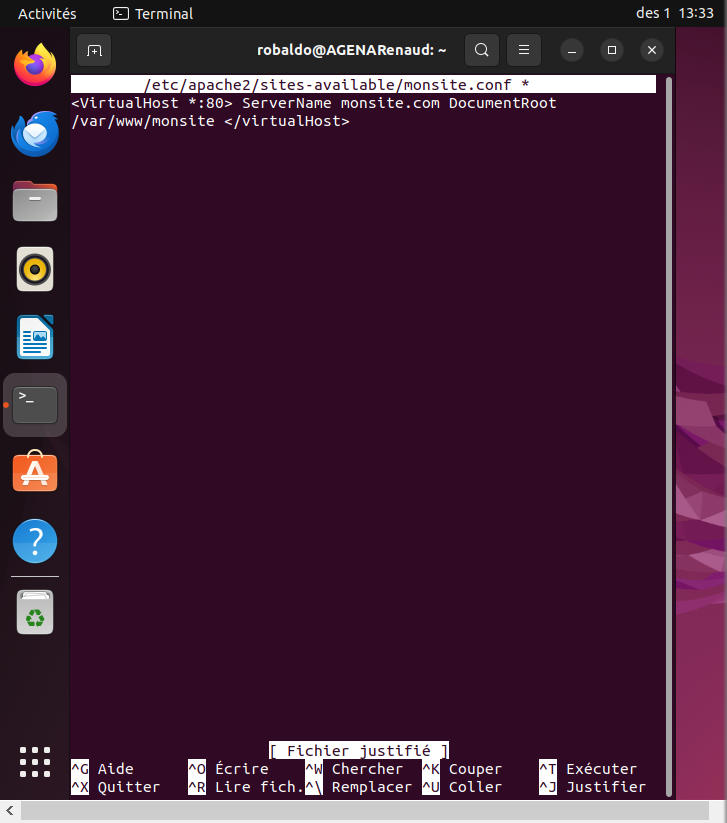 Activités Terminal des 1 13:33
robaldo@AGENARenaud: ~
/etc/apache2/sites-available/monsite.conf *
<VirtualHost *:80> ServerName monsite.com DocumentRoot
/var/www/monsite </virtualHost>
[ Fichier justifié ]
^G Aide ^O Écrire ^W Chercher ^K Couper ^T Exécuter
^X Quitter ^R Lire fich. ^\ Remplacer ^U Coller ^J Justifier